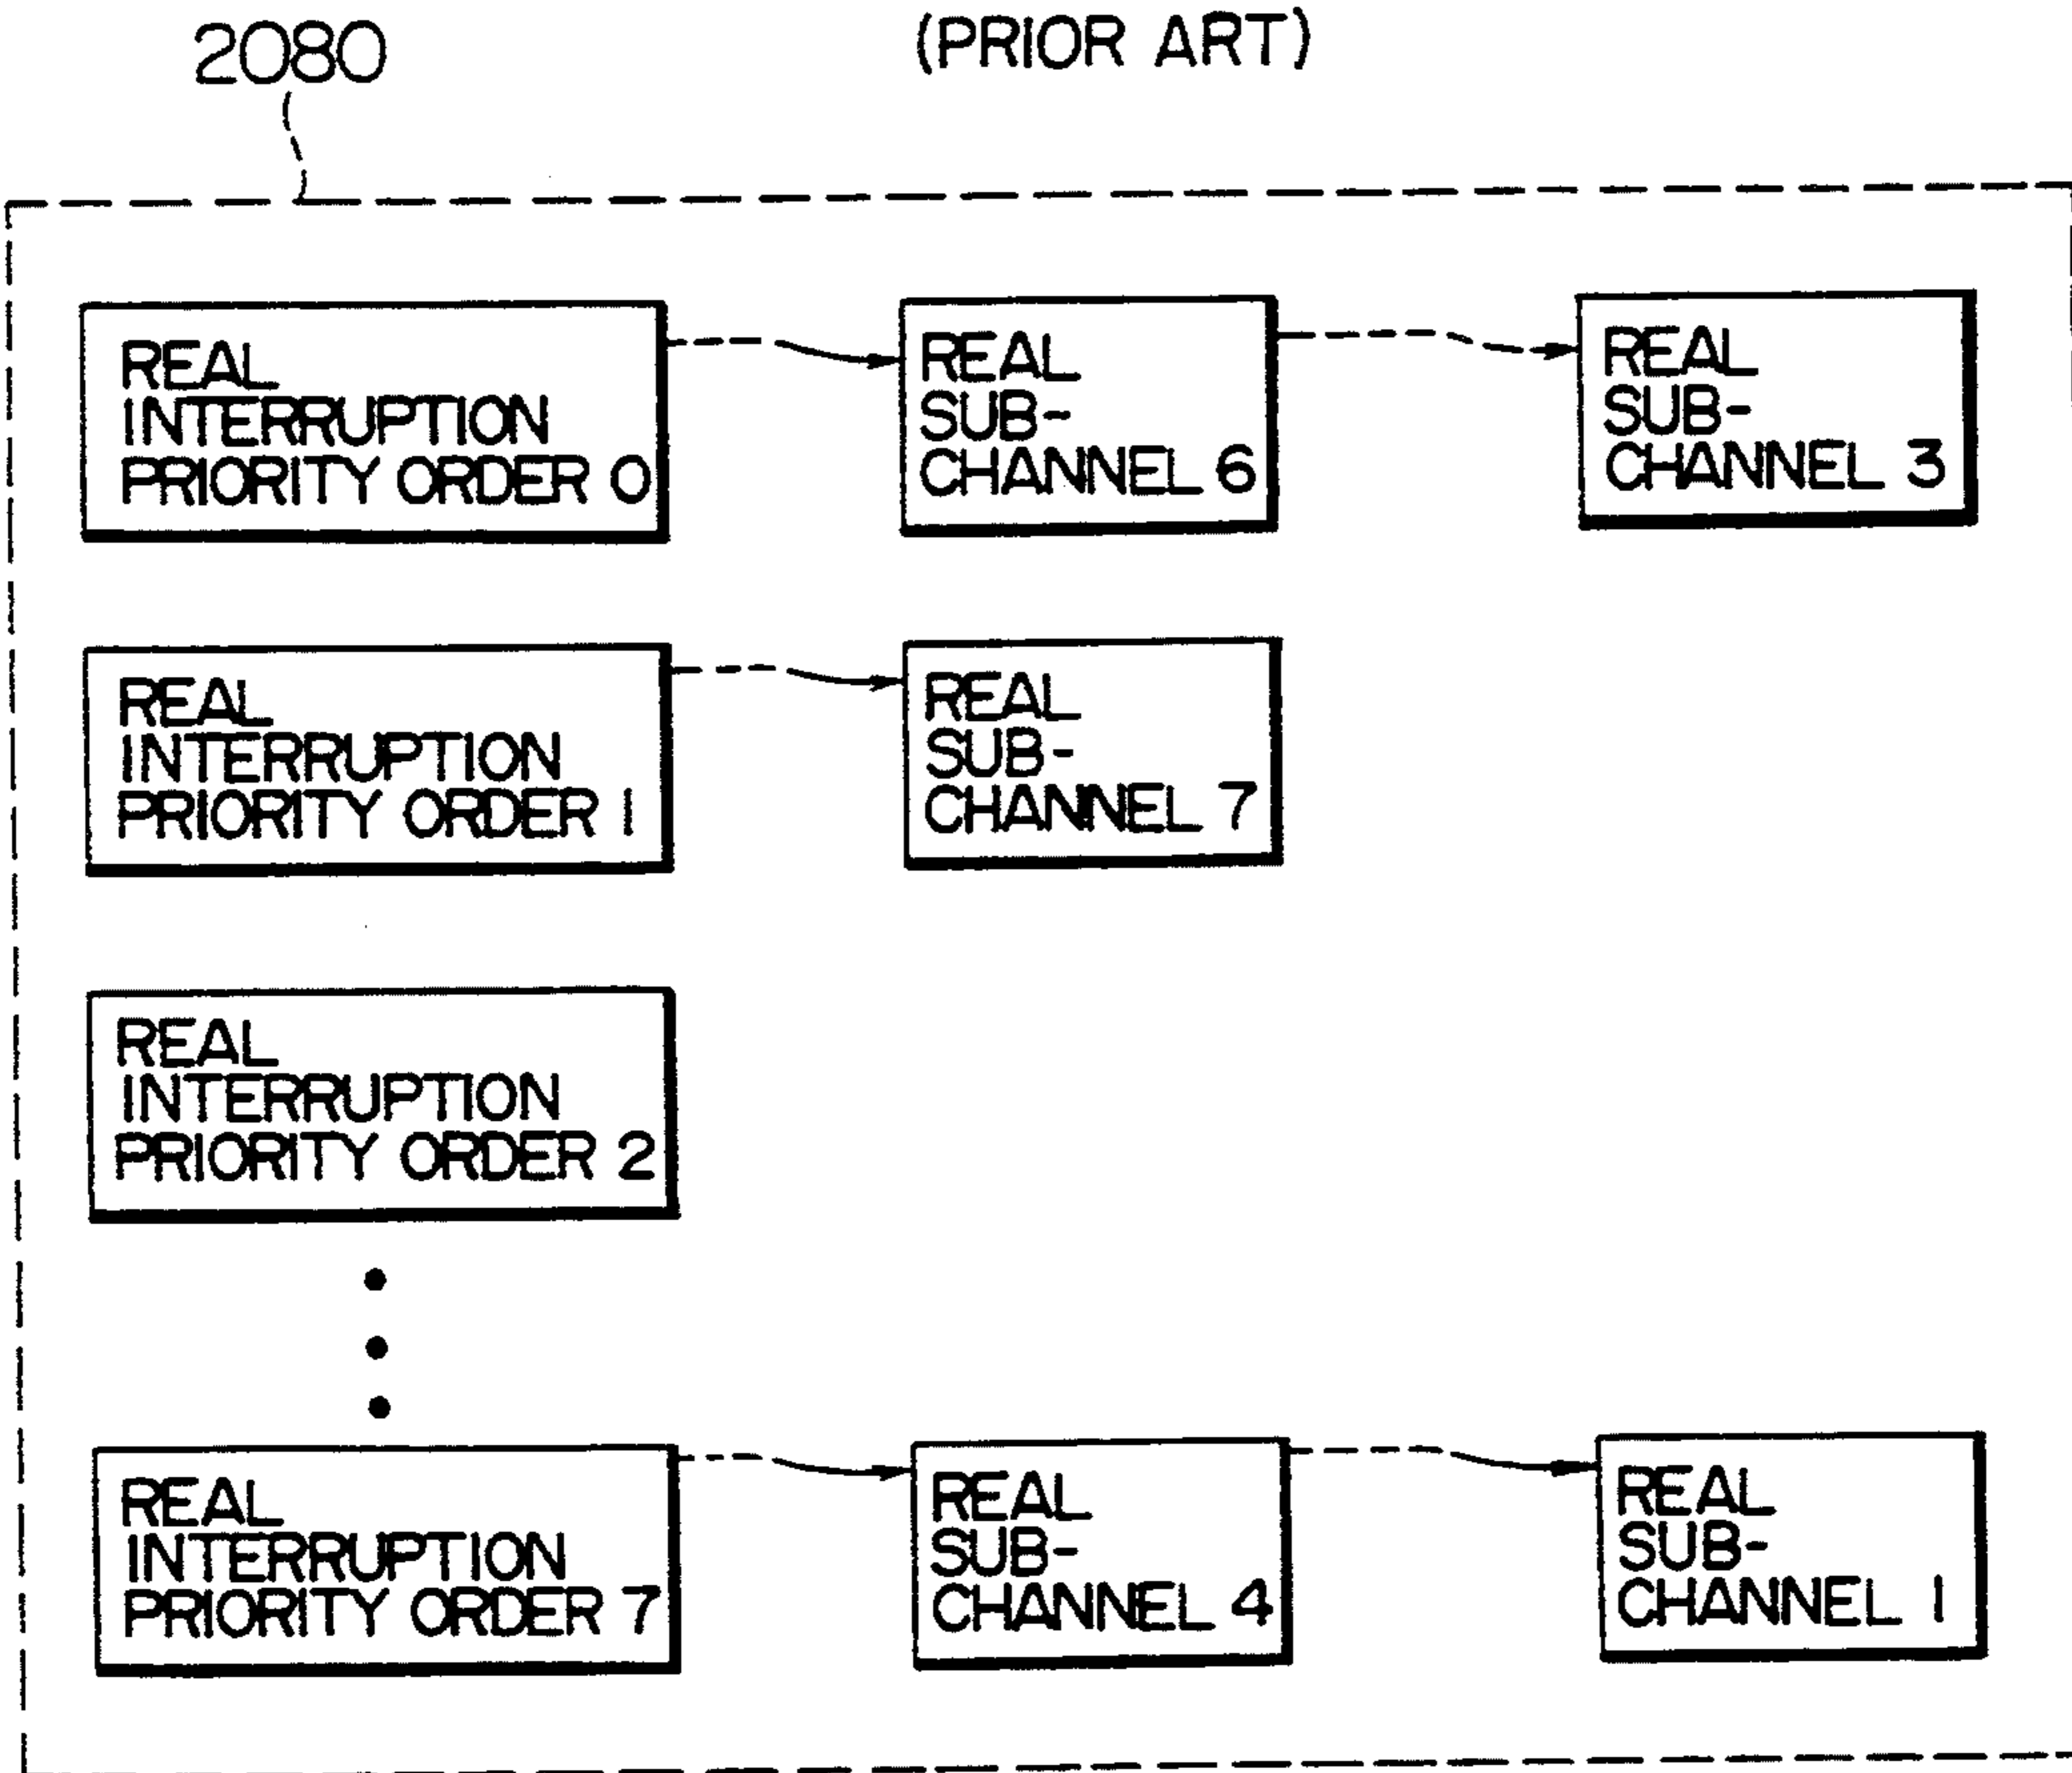 2080
(PRIOR ART)
REAL
INTERRUPTION
PRIORITY ORDER 0
REAL
SUB-
CHANNEL 6
REAL
SUB-
CHANNEL 3
REAL
INTERRUPTION
PRIORITY ORDER 1
REAL
SUB-
CHANNEL 7
REAL
INTERRUPTION
PRIORITY ORDER 2
REAL
INTERRUPTION
PRIORITY ORDER 7
REAL
SUB-
CHANNEL 4
REAL
SUB-
CHANNEL 1